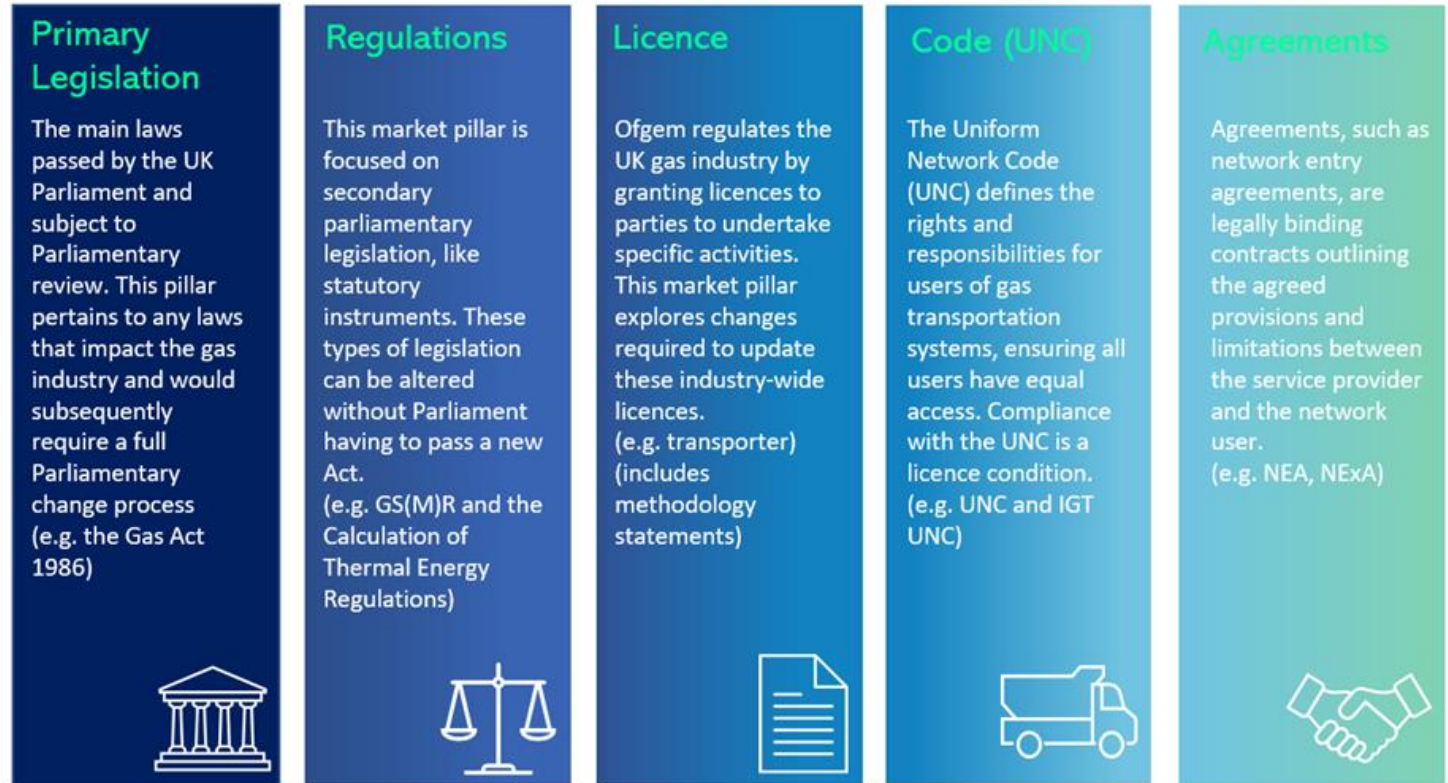 Primary
Legislation
The main laws
passed by the UK
Parliament and
subject to
Parliamentary
review. This pillar
pertains to any laws
that impact the gas
industry and would
subsequently
require a full
Parliamentary
change process
(e.g. the Gas Act
1986)
Regulations
This market pillar is
focused on
secondary
parliamentary
legislation, like
statutory
instruments. These
types of legislation
can be altered
without Parliament
having to pass a new
Act.
(e.g. GS(M)R and the
Calculation of
Thermal Energy
Regulations)
Licence
Ofgem regulates the
UK gas industry by
granting licences to
parties to undertake
specific activities.
This market pillar
explores changes
required to update
these industry-wide
licences.
(e.g. transporter)
(includes
methodology
statements)
Code (UNC)
The Uniform
Network Code
(UNC) defines the
rights and
responsibilities for
users of gas
transportation
systems, ensuring all
users have equal
access. Compliance
with the UNC is a
licence condition.
(e.g. UNC and IGT
UNC)
Agreements
Agreements, such as
network entry
agreements, are
legally binding
contracts outlining
the agreed
provisions and
limitations between
the service provider
and the network
user.
(e.g. NEA, NExA)